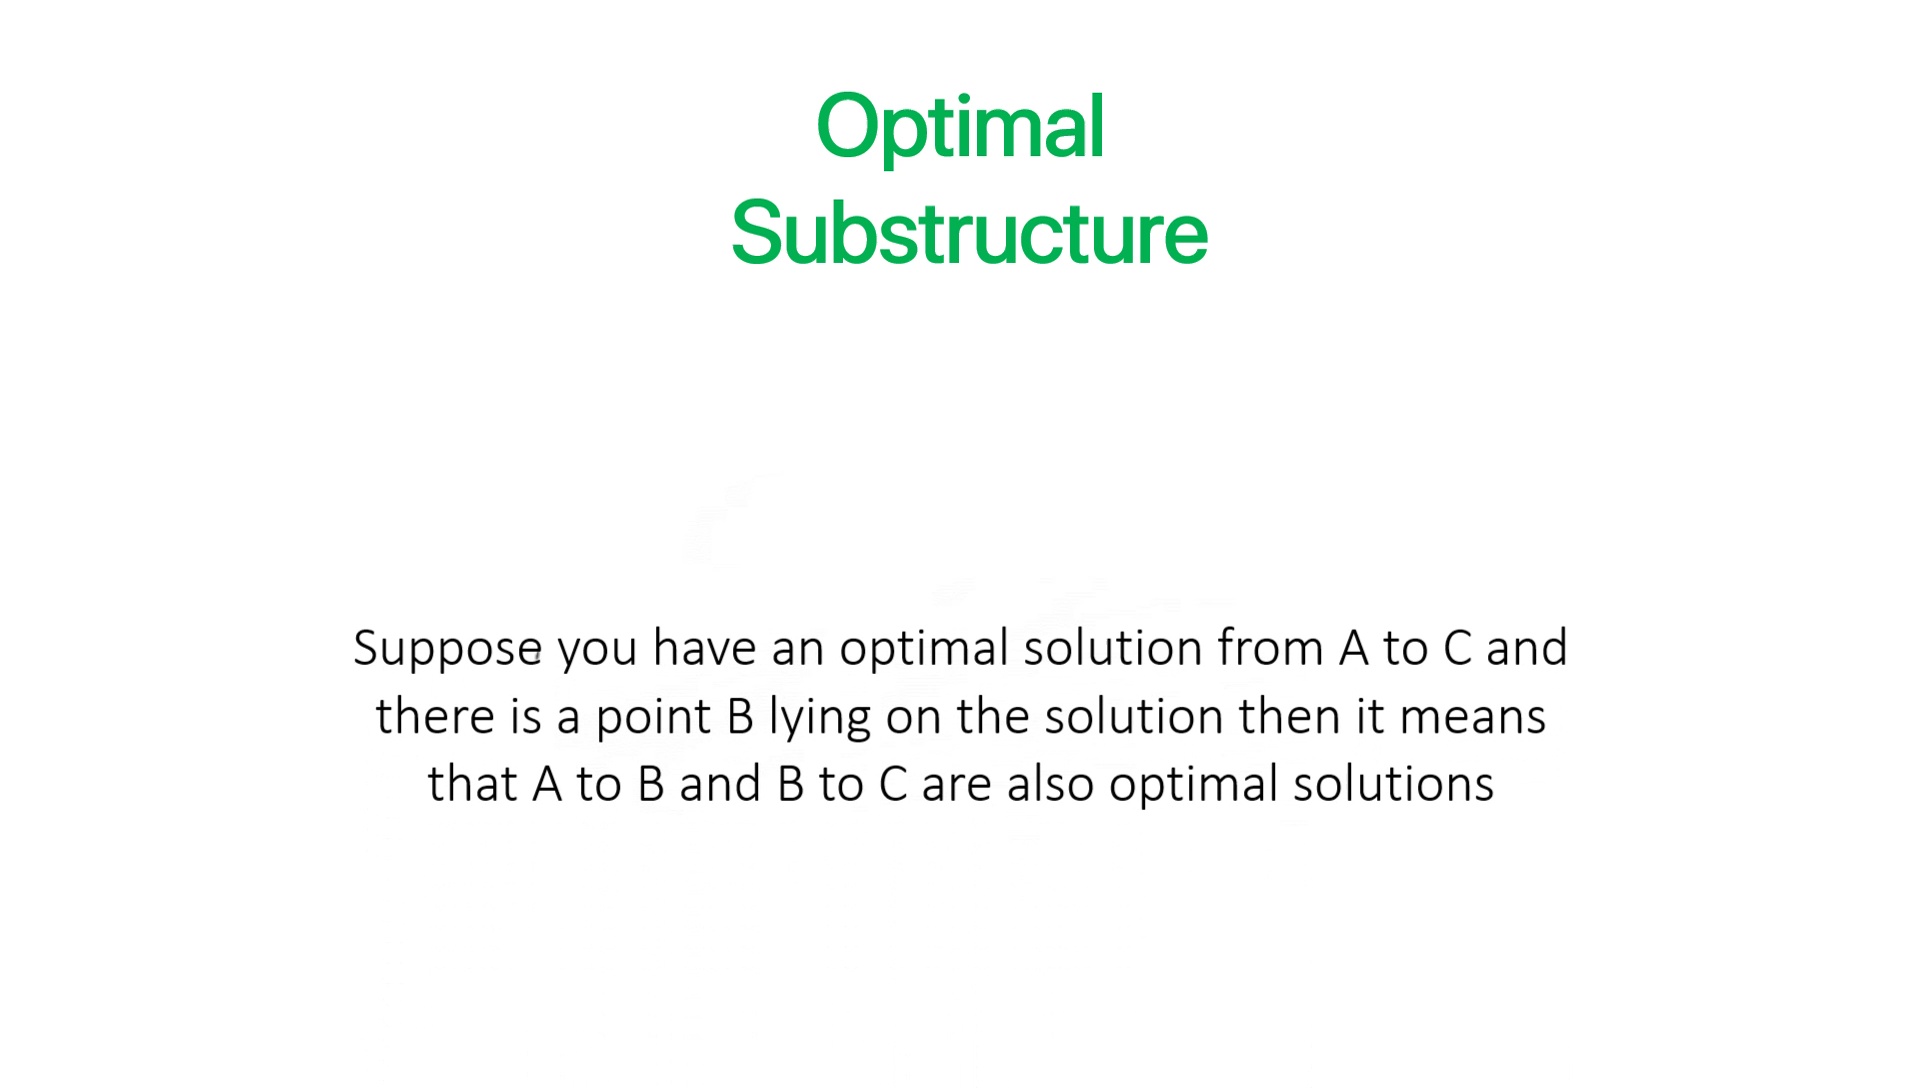 Optimal
Substructure
Suppose you have an optimal solution from A to C and
there is a point B lying on the solution then it means
that A to B and B to C are also optimal solutions